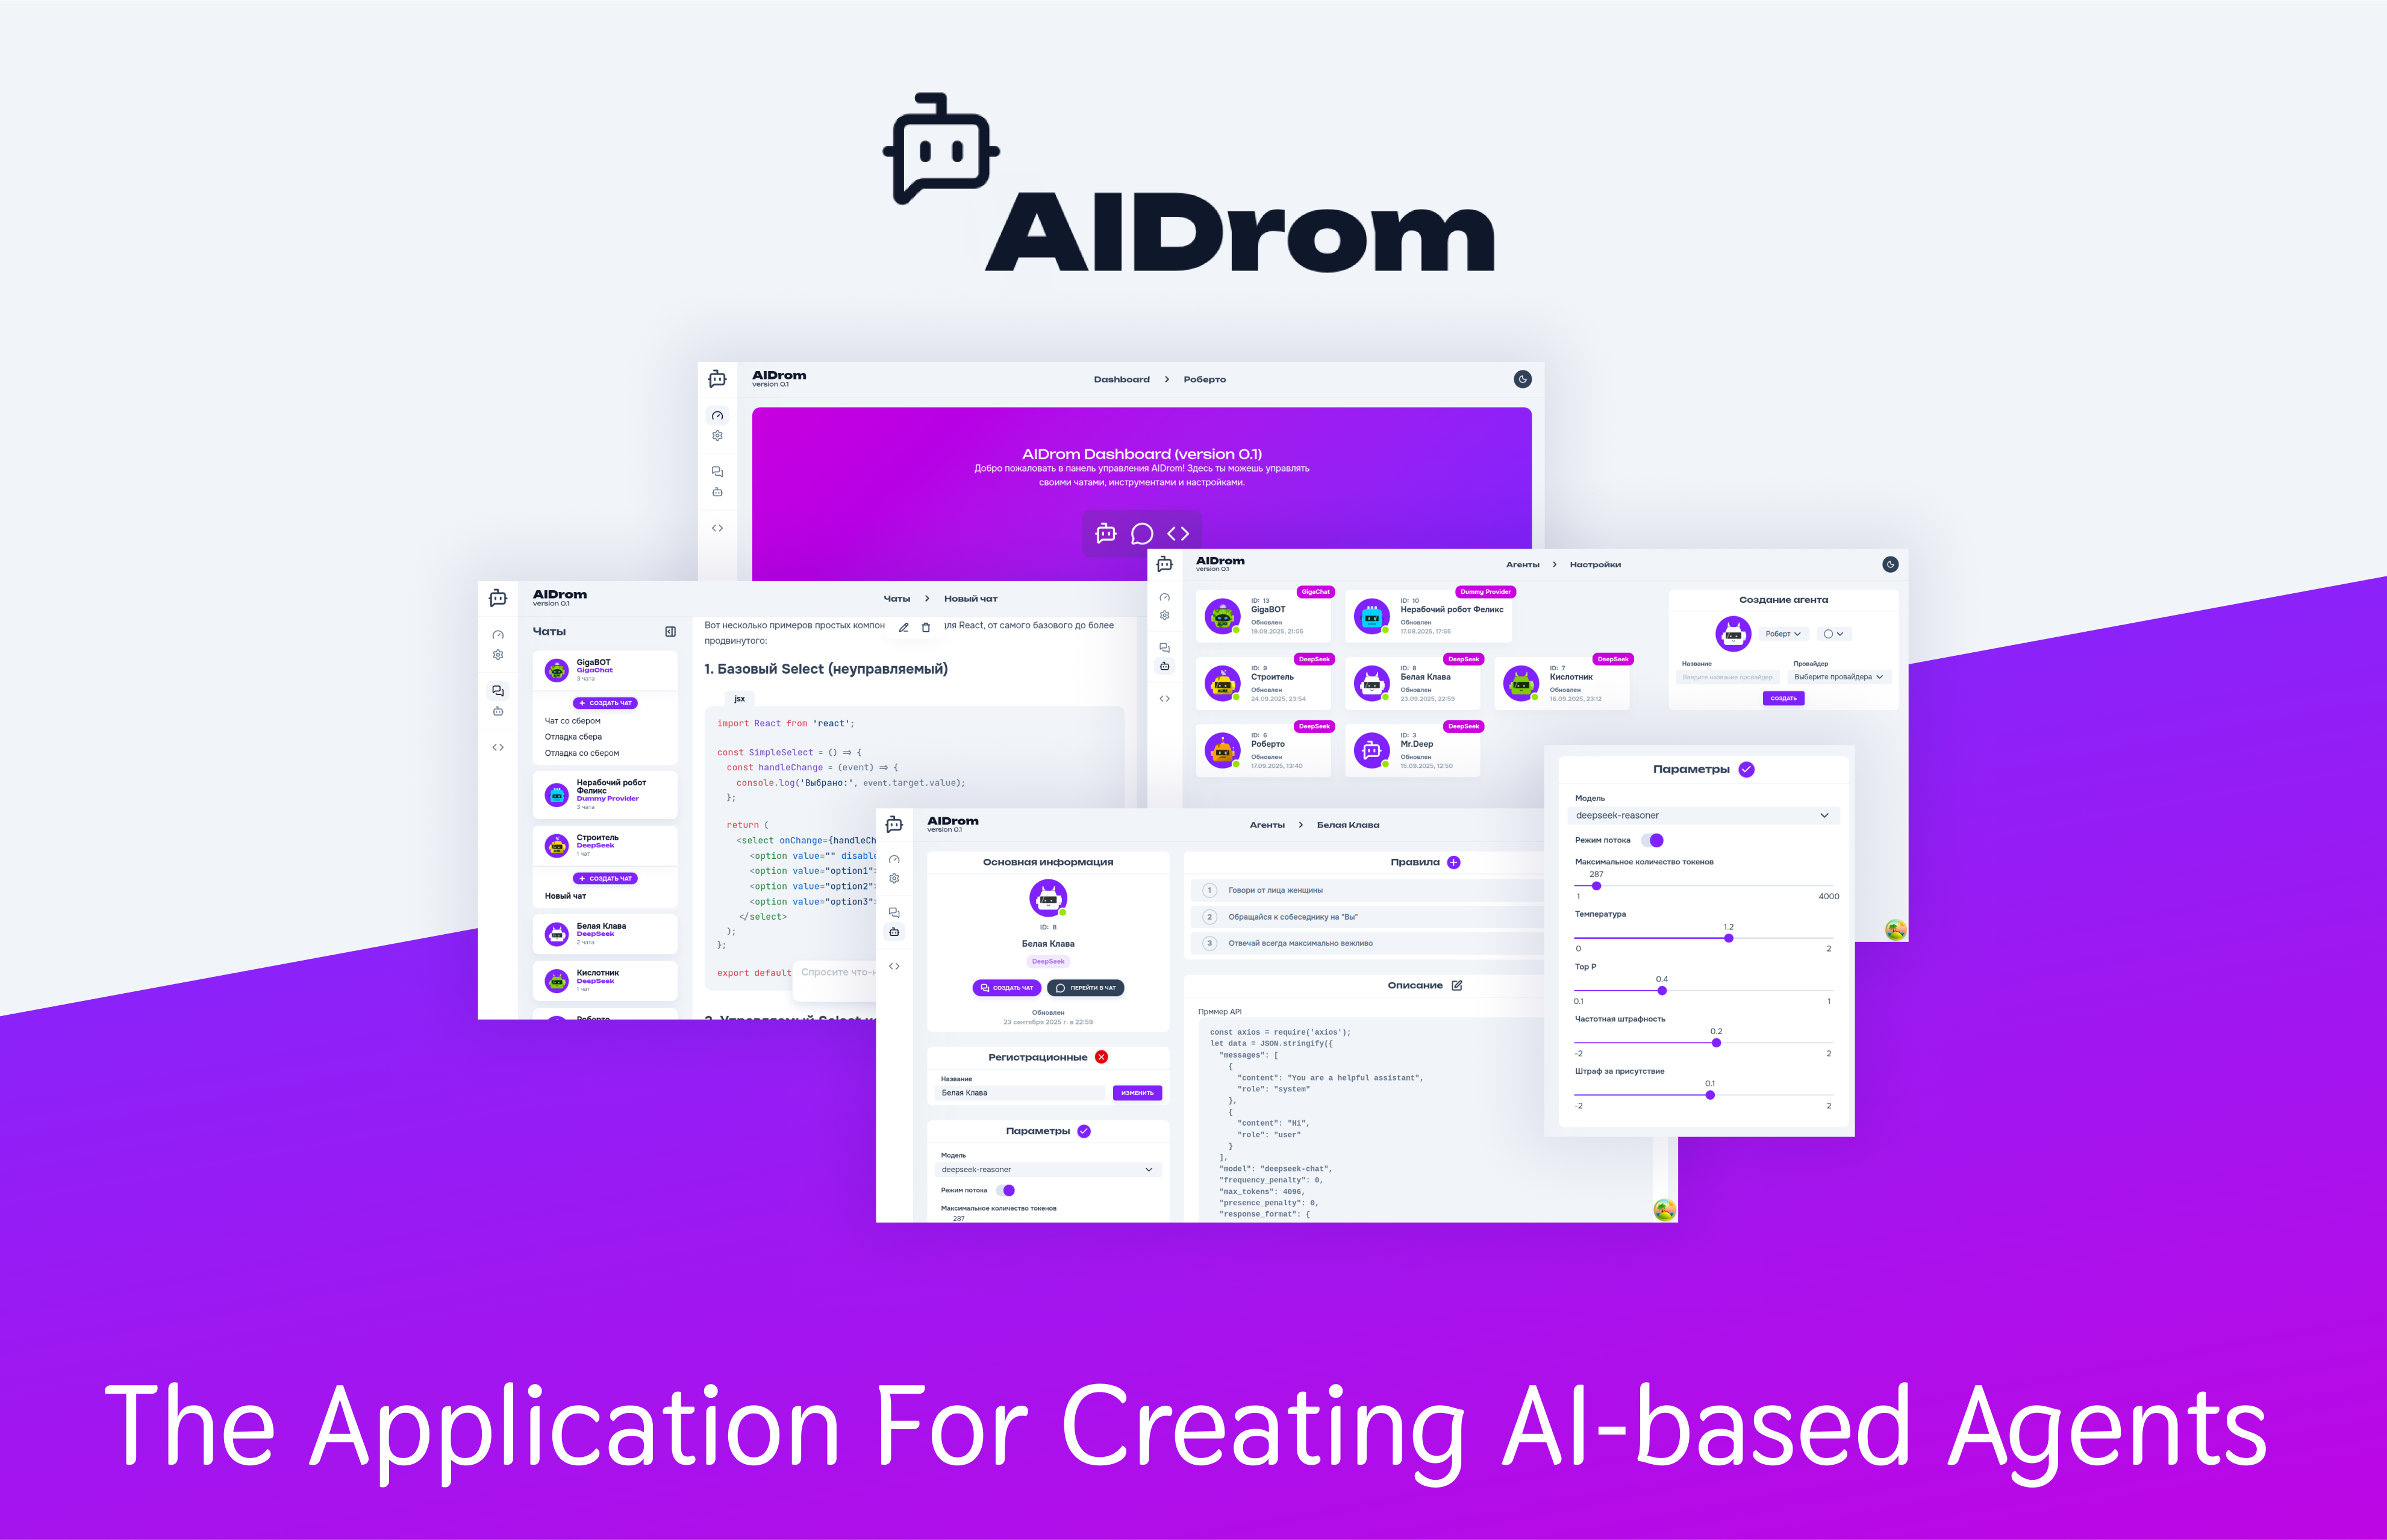 AIDrom
AIDrom
version 0.1
Dashboard
Роберто
AIDrom Dashboard (version 0.1)
Добро пожаловать в панель управления AIDrom! Здесь ты можешь управлять
своими чатами, инструментами и настройками.
AIDrom
version 0.1
Чаты
Новый чат
Чаты
GigaBOT
GigaChat
3 чата
+ СОЗДАТЬ ЧАТ
Чат со сбером
Отладка сбера
Отладка со сбером
Нерабочий робот
Феликс
Dummy Provider
3 чата
Строитель
DeepSeek
1 чат
+ СОЗДАТЬ ЧАТ
Новый чат
Белая Клава
DeepSeek
2 чата
Кислотник
DeepSeek
1 чат
Вот несколько примеров простых для React, от самого базового до более
продвинутого:
1. Базовый Select (неуправляемый)
jsx
import React from 'react';
const SimpleSelect = () => {
const handleChange = (event) => {
console.log('Выбрано:', event.target.value);
};
return (
<select onChange={handleCh
<option value="" disable
<option value="option1">
<option value="option2">
<option value="option3">
</select>
);
};
export default
Спросите
AIDrom
version 0.1
Агенты
Настройки
GigaChat
ID: 13
GigaBOT
Обновлен
19.09.2025, 21:05
Dummy Provider
ID: 10
Нерабочий робот Феликс
Обновлен
17.09.2025, 17:55
DeepSeek
ID: 9
Строитель
Обновлен
24.09.2025, 23:54
DeepSeek
ID: 8
Белая Клава
Обновлен
23.09.2025, 22:59
DeepSeek
ID: 7
Кислотник
Обновлен
16.09.2025, 23:12
DeepSeek
ID: 6
Роберто
Обновлен
17.09.2025, 13:40
DeepSeek
ID: 3
Mr.Deep
Обновлен
15.09.2025, 12:50
Создание агента
Роберт
Название
Провайдер
Введите название провайдер
Выберите провайдера
СОЗДАТЬ
AIDrom
version 0.1
Агенты
Белая Клава
Основная информация
ID: 8
Белая Клава
DeepSeek
СОЗДАТЬ ЧАТ
ПЕРЕЙТИ В ЧАТ
Обновлен
23 сентября 2025 г. в 22:59
Регистрационные
Название
Белая Клава
ИЗМЕНИТЬ
Параметры
Модель
deepseek-reasoner
Режим потока
Максимальное количество токенов
287
Правила
1 Говори от лица женщины
2 Обращайся к собеседнику на "Вы"
3 Отвечай всегда максимально вежливо
Описание
Прммер API
const axios = require('axios');
let data = JSON.stringify({
"messages": [
{
"content": "You are a helpful assistant",
"role": "system"
},
{
"content": "Hi",
"role": "user"
}
],
"model": "deepseek-chat",
"frequency_penalty": 0,
"max_tokens": 4096,
"presence_penalty": 0,
"response_format": {
Параметры
Модель
deepseek-reasoner
Режим потока
Максимальное количество токенов
287
1 4000
Температура
1.2
0 2
Top P
0.4
0.1 1
Частотная штрафность
0.2
-2 2
Штраф за присутствие
0.1
-2 2
The Application For Creating AI-based Agents